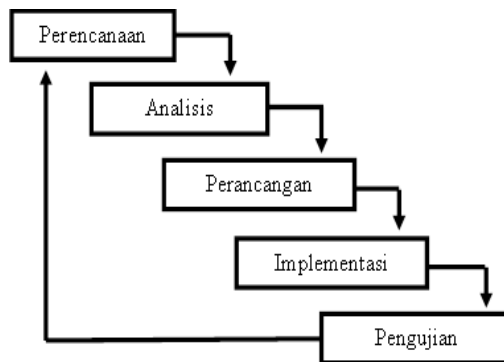 Perencanaan
Analisis
Perancangan
Implementasi
Pengujian